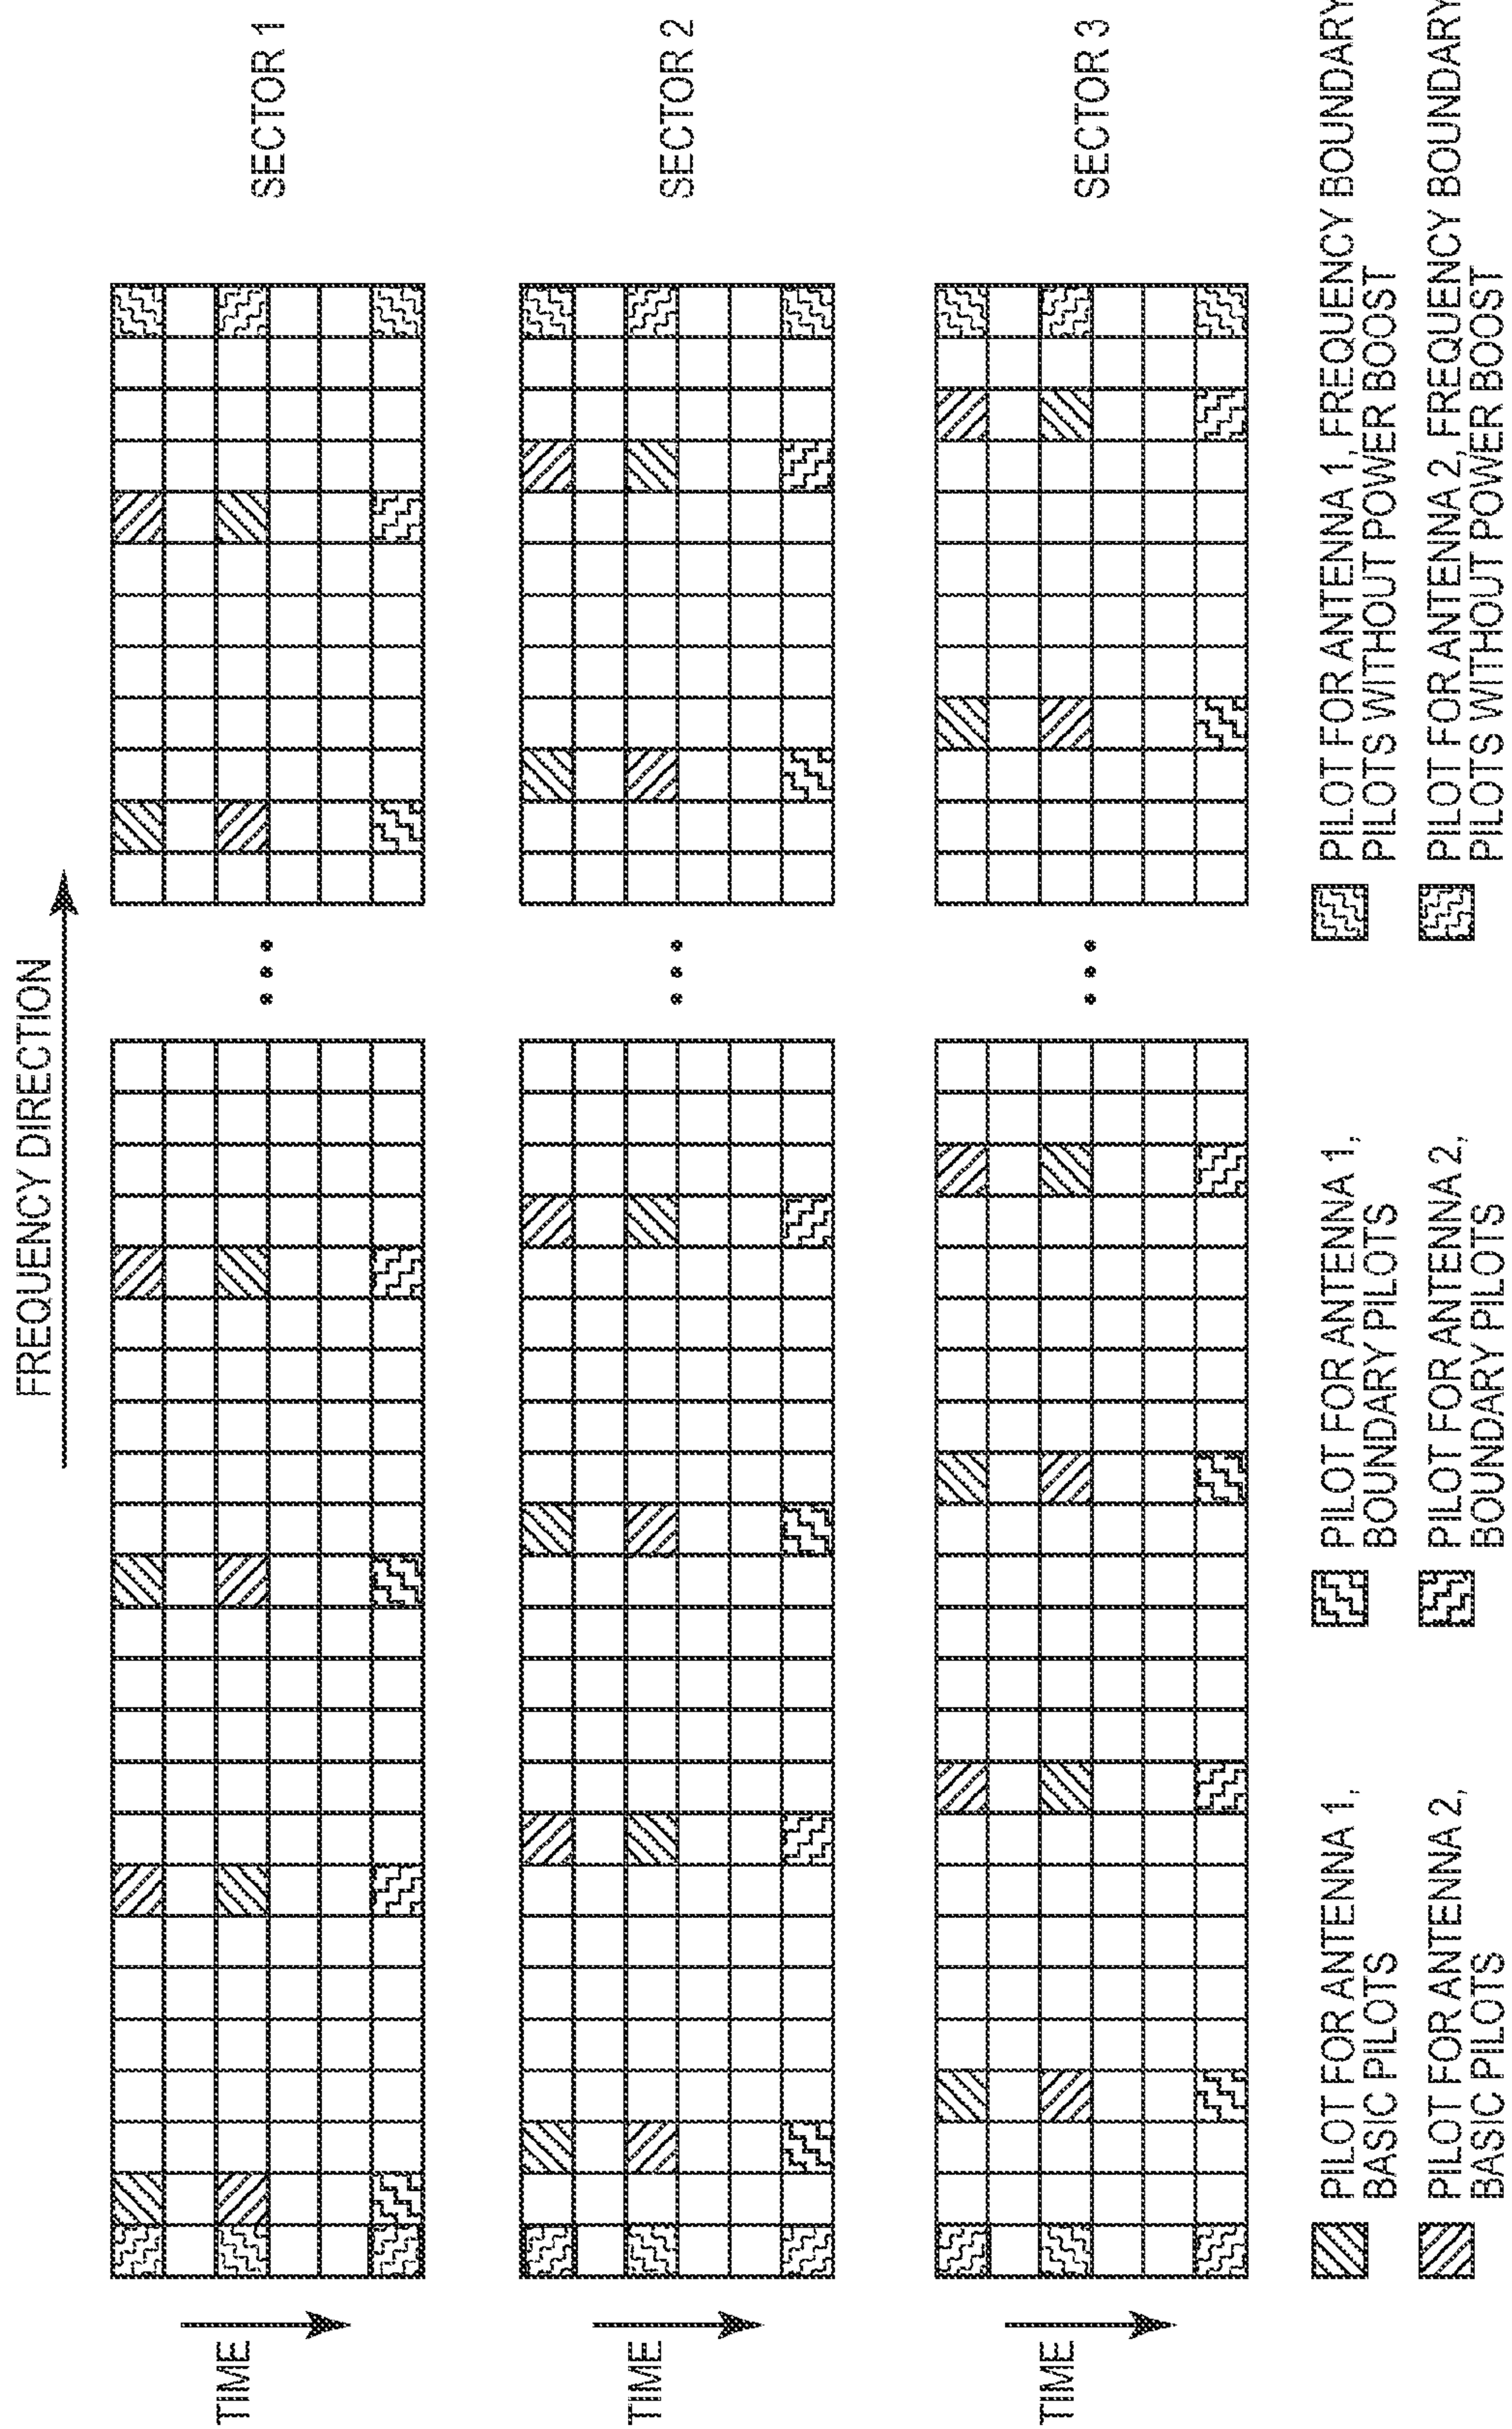 FREQUENCY DIRECTION
TIME
SECTOR 1
TIME
SECTOR 2
TIME
SECTOR 3
PILOT FOR ANTENNA 1,
BASIC PILOTS
PILOT FOR ANTENNA 2,
BASIC PILOTS
PILOT FOR ANTENNA 1,
BOUNDARY PILOTS
PILOT FOR ANTENNA 2,
BOUNDARY PILOTS
PILOT FOR ANTENNA 1, FREQUENCY BOUNDARY
PILOTS WITHOUT POWER BOOST
PILOT FOR ANTENNA 2, FREQUENCY BOUNDARY
PILOTS WITHOUT POWER BOOST